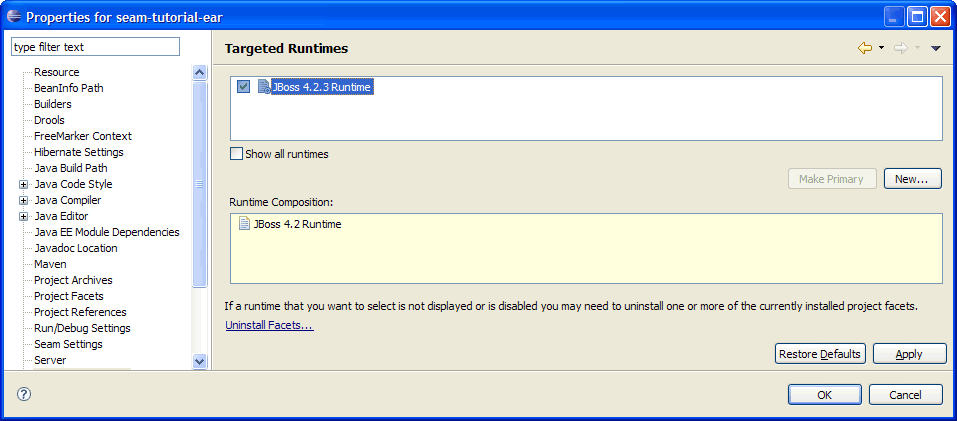 Properties for seam-tutorial-ear
type filter text
Resource
BeanInfo Path
Builders
Drools
FreeMarker Context
Hibernate Settings
Java Build Path
Java Code Style
Java Compiler
Java Editor
Java EE Module Dependencies
Javadoc Location
Maven
Project Archives
Project Facets
Project References
Run/Debug Settings
Seam Settings
Server
Targeted Runtimes
JBoss 4.2.3 Runtime
Show all runtimes
Make Primary
New...
Runtime Composition:
JBoss 4.2 Runtime
If a runtime that you want to select is not displayed or is disabled you may need to uninstall one or more of the currently installed project facets.
Uninstall Facets...
Restore Defaults
Apply
?
OK
Cancel